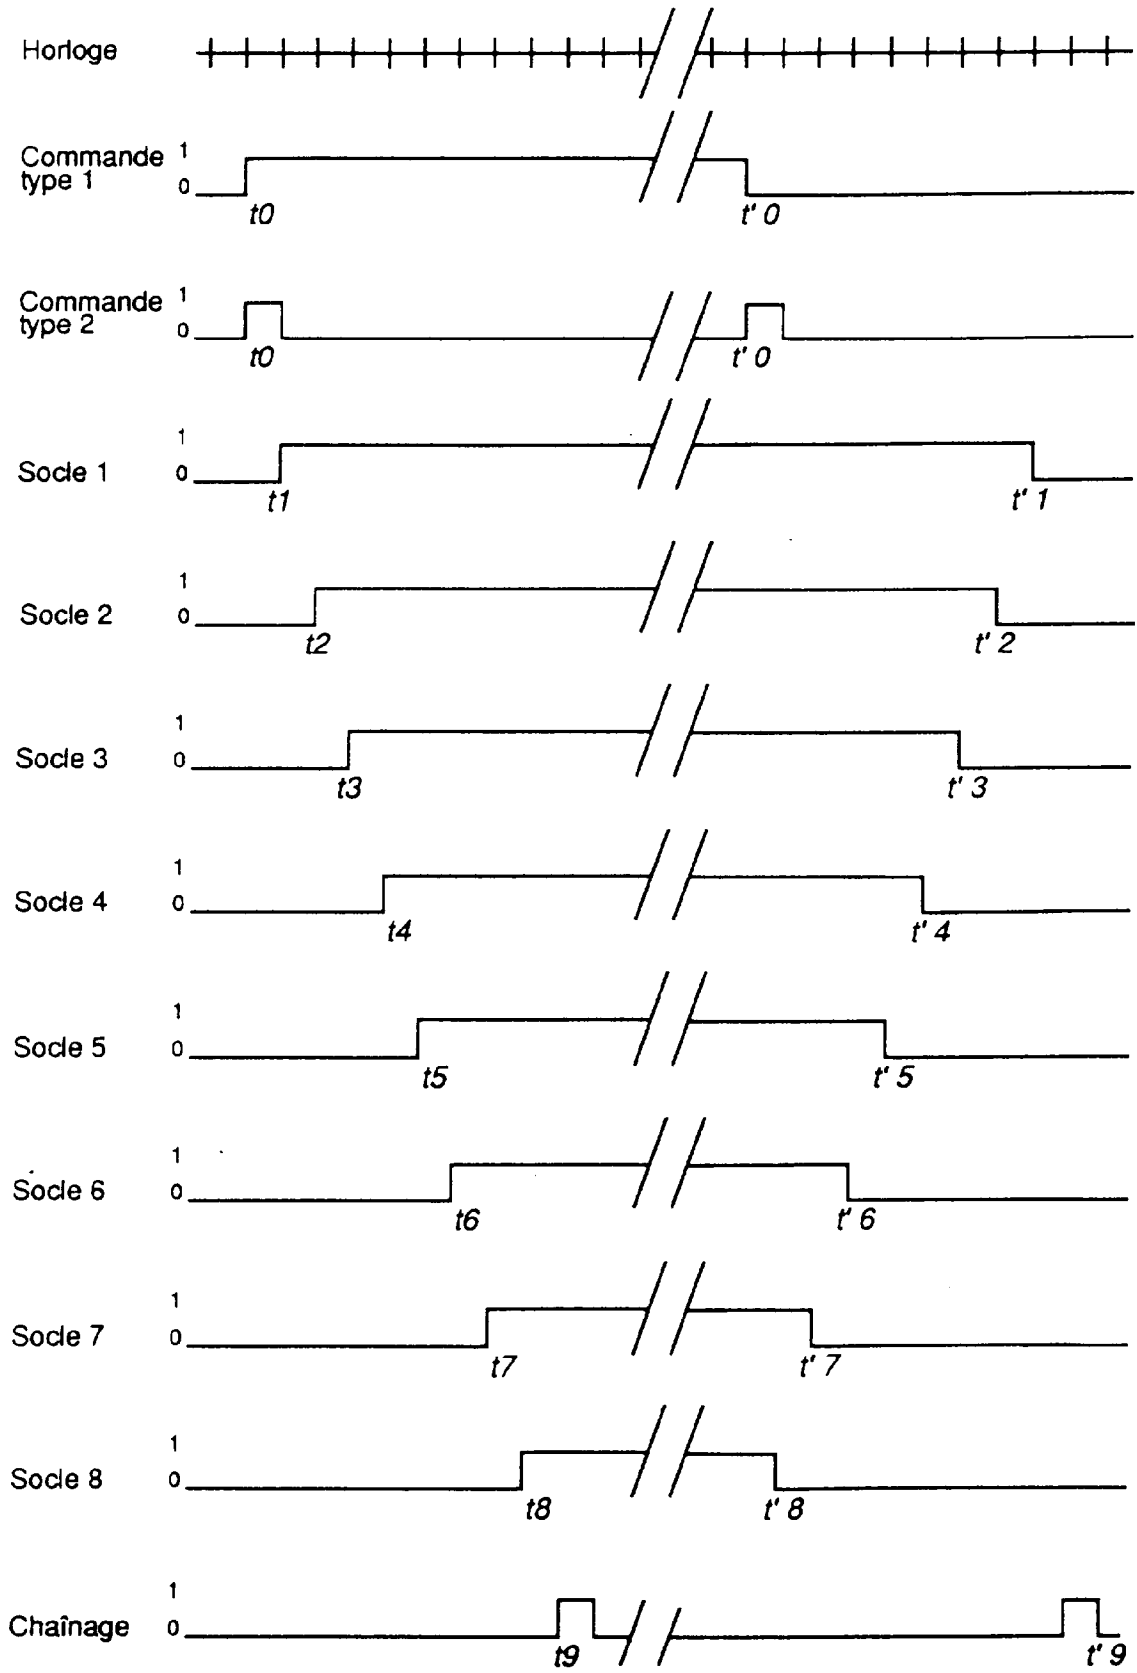 Horloge
Commande 1
type 1 0
t0 t' 0
Commande 1
type 2 0
t0 t' 0
1
Socle 1 0
t1 t' 1
1
Socle 2 0
t2 t' 2
1
Socle 3 0
t3 t' 3
1
Socle 4 0
t4 t' 4
1
Socle 5 0
t5 t' 5
1
Socle 6 0
t6 t' 6
1
Socle 7 0
t7 t' 7
1
Socle 8 0
t8 t' 8
1
Chaînage 0
t9 t' 9